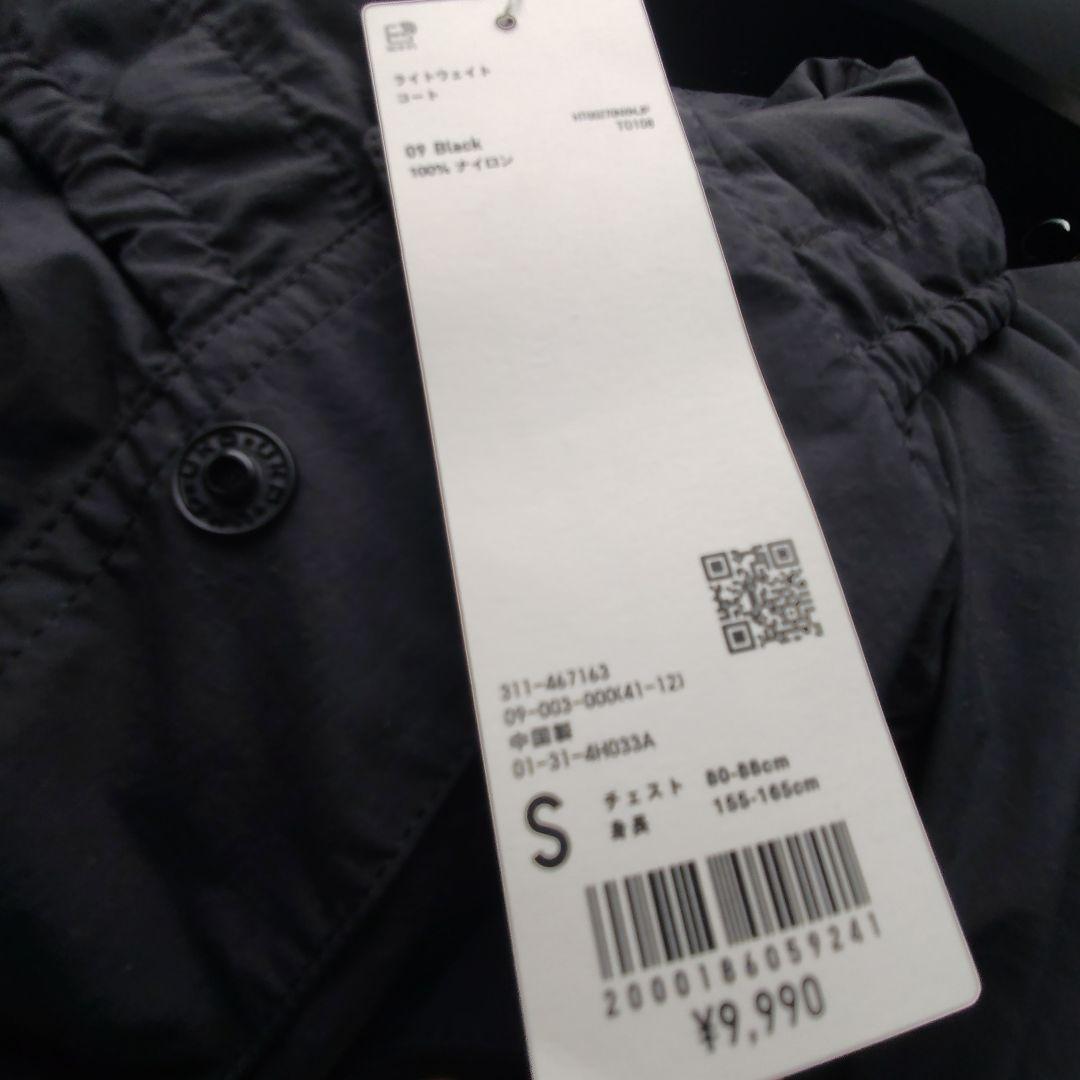 ライトウェイト
コート
TO108
09 Black
100% ナイロン
311-467163
09-003-000(41-12)
中国製
01-31-4H033A
S
チェスト 80-88cm
身長 155-165cm
2000186059241
¥9,990